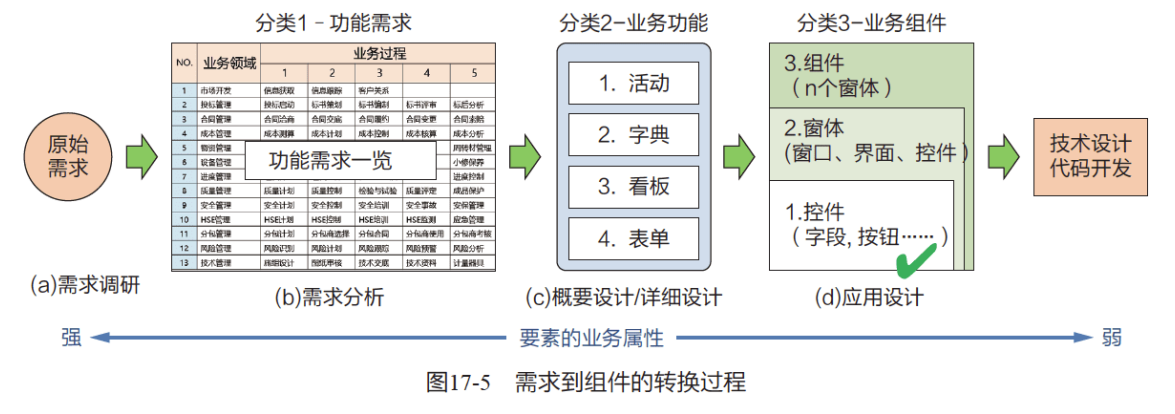 分类1 - 功能需求
分类2-业务功能
分类3-业务组件
原始
需求
(a)需求调研
NO. 业务领域 业务过程
1 2 3 4 5
1 市场开发 信息获取 信息跟踪 客户关系
2 投标管理 投标启动 标书策划 标书编制 标书评审 标后分析
3 合同管理 合同洽商 合同交底 合同履约 合同变更 合同索赔
4 成本管理 成本测算 成本计划 成本控制 成本核算 成本分析
5 物资管理 周转材管理
6 设备管理 小修保养
7 进度管理 进度控制
功能需求一览
8 质量管理 质量计划 质量控制 检验与试验 质量评定 成品保护
9 安全管理 安全计划 安全控制 安全培训 安全事故 安保管理
10 HSE管理 HSE计划 HSE控制 HSE培训 HSE监测 应急管理
11 分包管理 分包计划 分包商选择 分包合同 分包商使用 分包商考核
12 风险管理 风险识别 风险计划 风险跟踪 风险预警 风险分析
13 技术管理 施组设计 图纸审核 技术交底 技术资料 计量器具
(b)需求分析
1. 活动
2. 字典
3. 看板
4. 表单
(c)概要设计/详细设计
3.组件
(n个窗体)
2.窗体
(窗口、界面、控件)
1.控件
(字段,按钮……)
(d)应用设计
技术设计
代码开发
强 要素的业务属性 弱
图17-5 需求到组件的转换过程